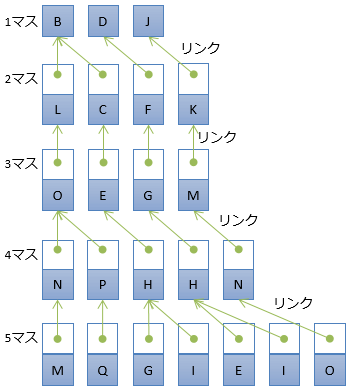 1マス B D J
リンク
2マス
L C F K
リンク
3マス
O E G M
リンク
4マス
N P H H N
リンク
5マス
M Q G I E I O